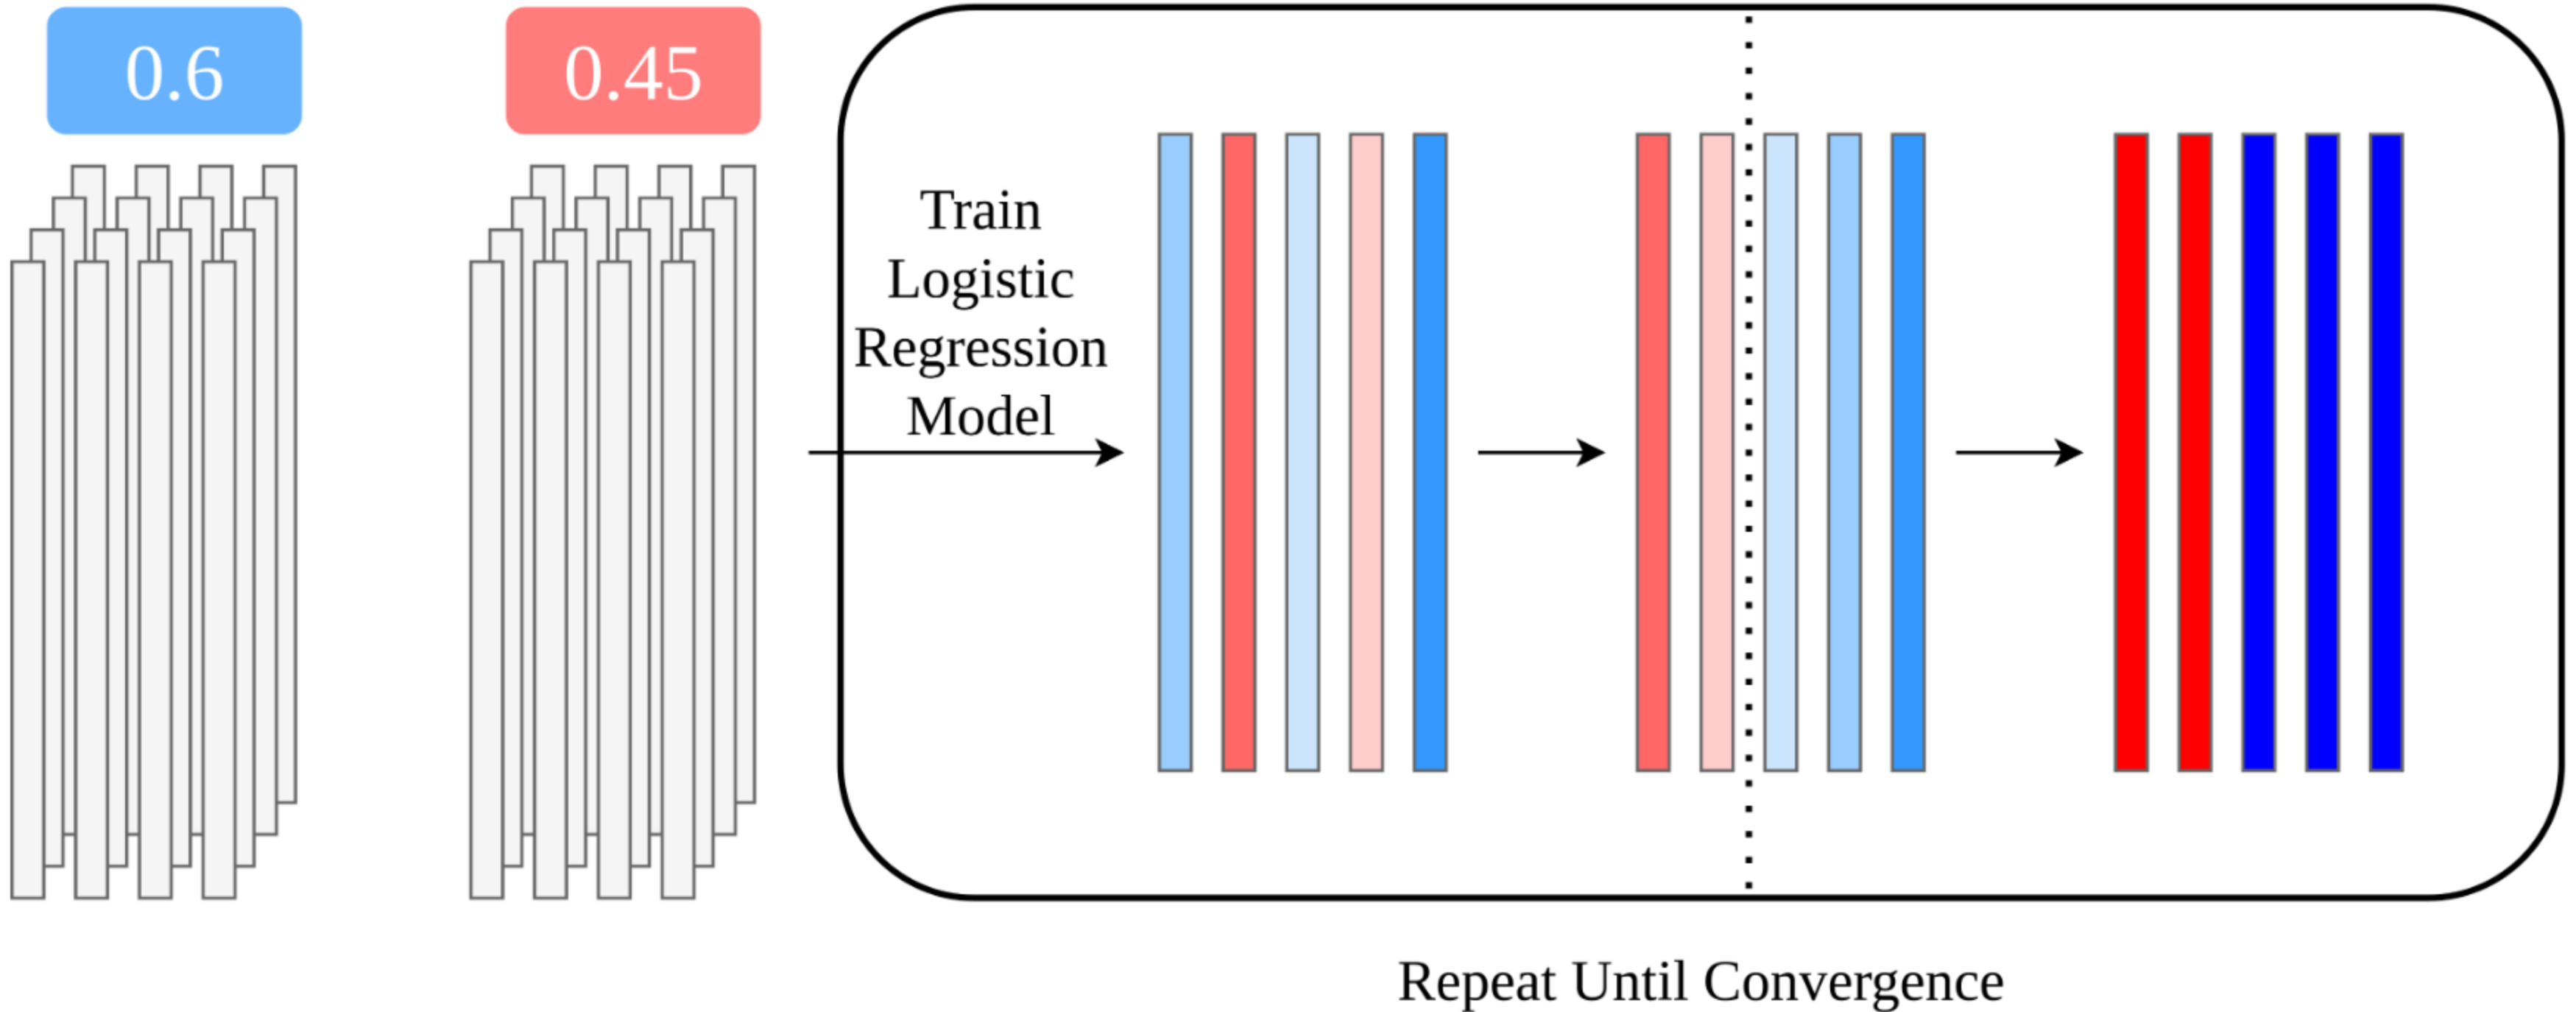 0.6
0.45
Train
Logistic
Regression
Model
Repeat Until Convergence